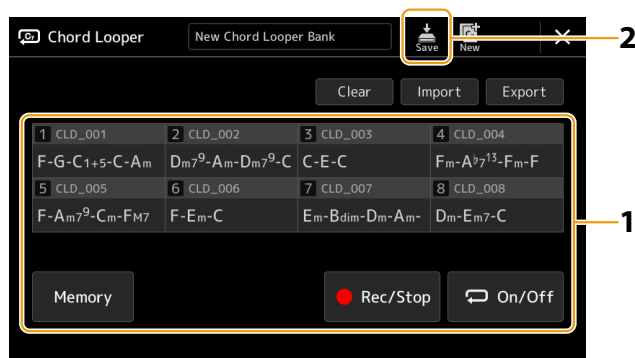 Chord Looper New Chord Looper Bank Save New 2
Clear Import Export
1 CLD_001 2 CLD_002 3 CLD_003 4 CLD_004
F-G-C1+5-C-Am Dm7⁹-Am-Dm7⁹-C C-E-C Fm-A♭7¹³-Fm-F
5 CLD_005 6 CLD_006 7 CLD_007 8 CLD_008
F-Am7⁹-Cm-FM7 F-Em-C Em-Bdim-Dm-Am- Dm-Em7-C
1
Memory Rec/Stop On/Off